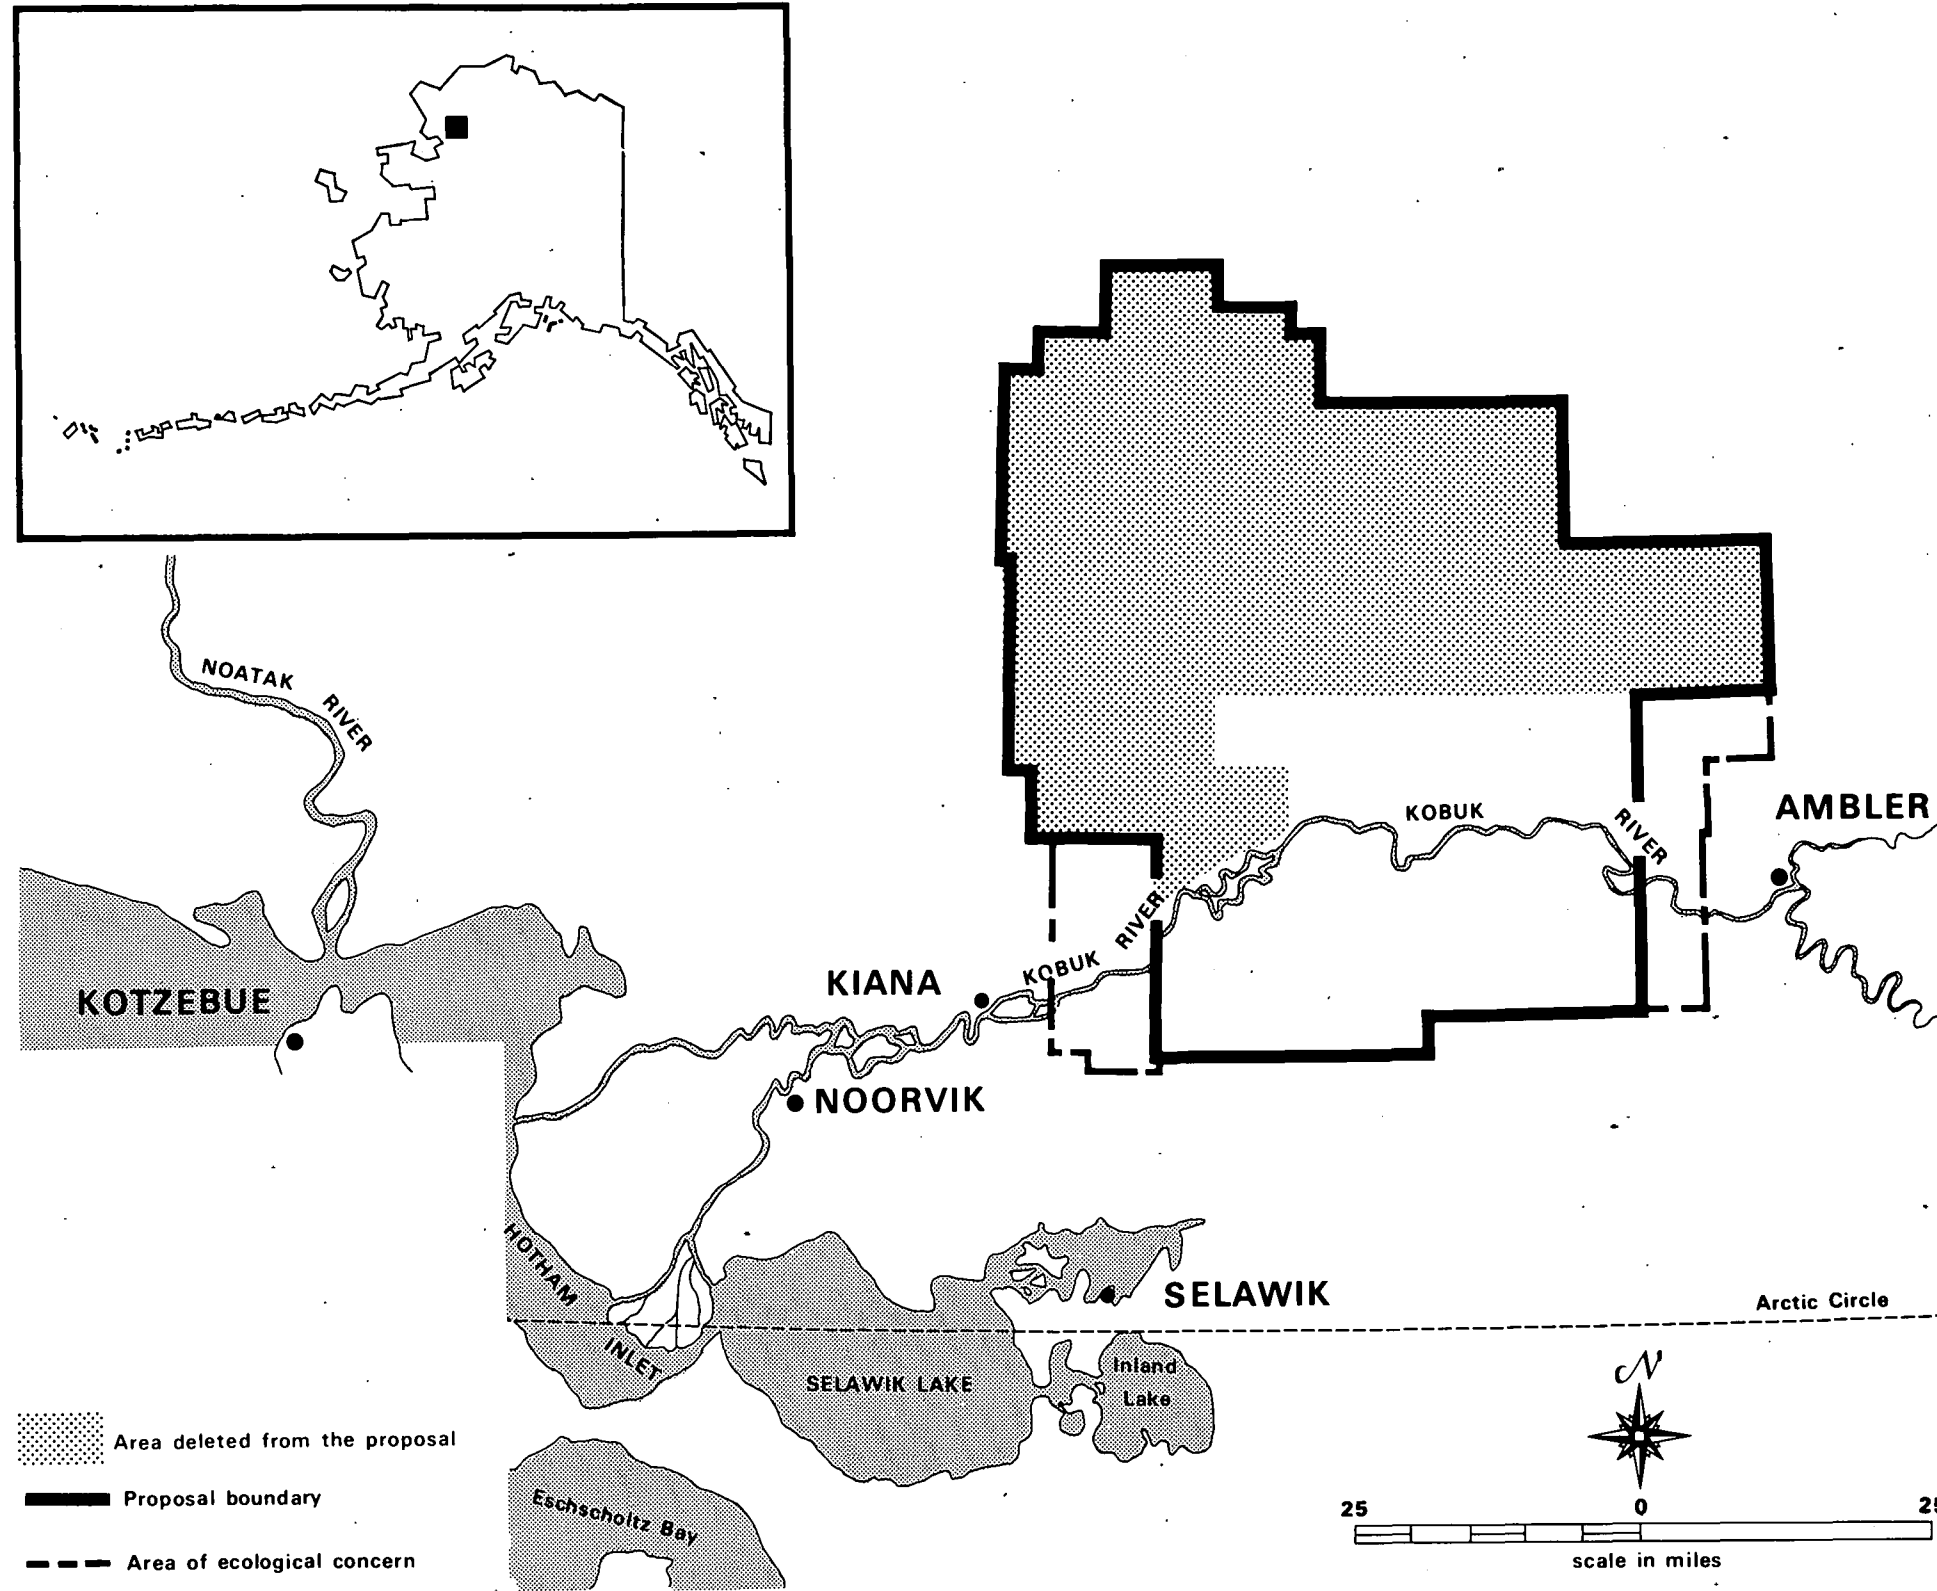 NOATAK
RIVER
KOBUK
RIVER
AMBLER
RIVER
KOBUK
KIANA
KOTZEBUE
NOORVIK
HOTHAM
INLET
SELAWIK
Arctic Circle
SELAWIK LAKE
Inland
Lake
N
Area deleted from the proposal
Proposal boundary
Eschscholtz Bay
Area of ecological concern
25 0
scale in miles